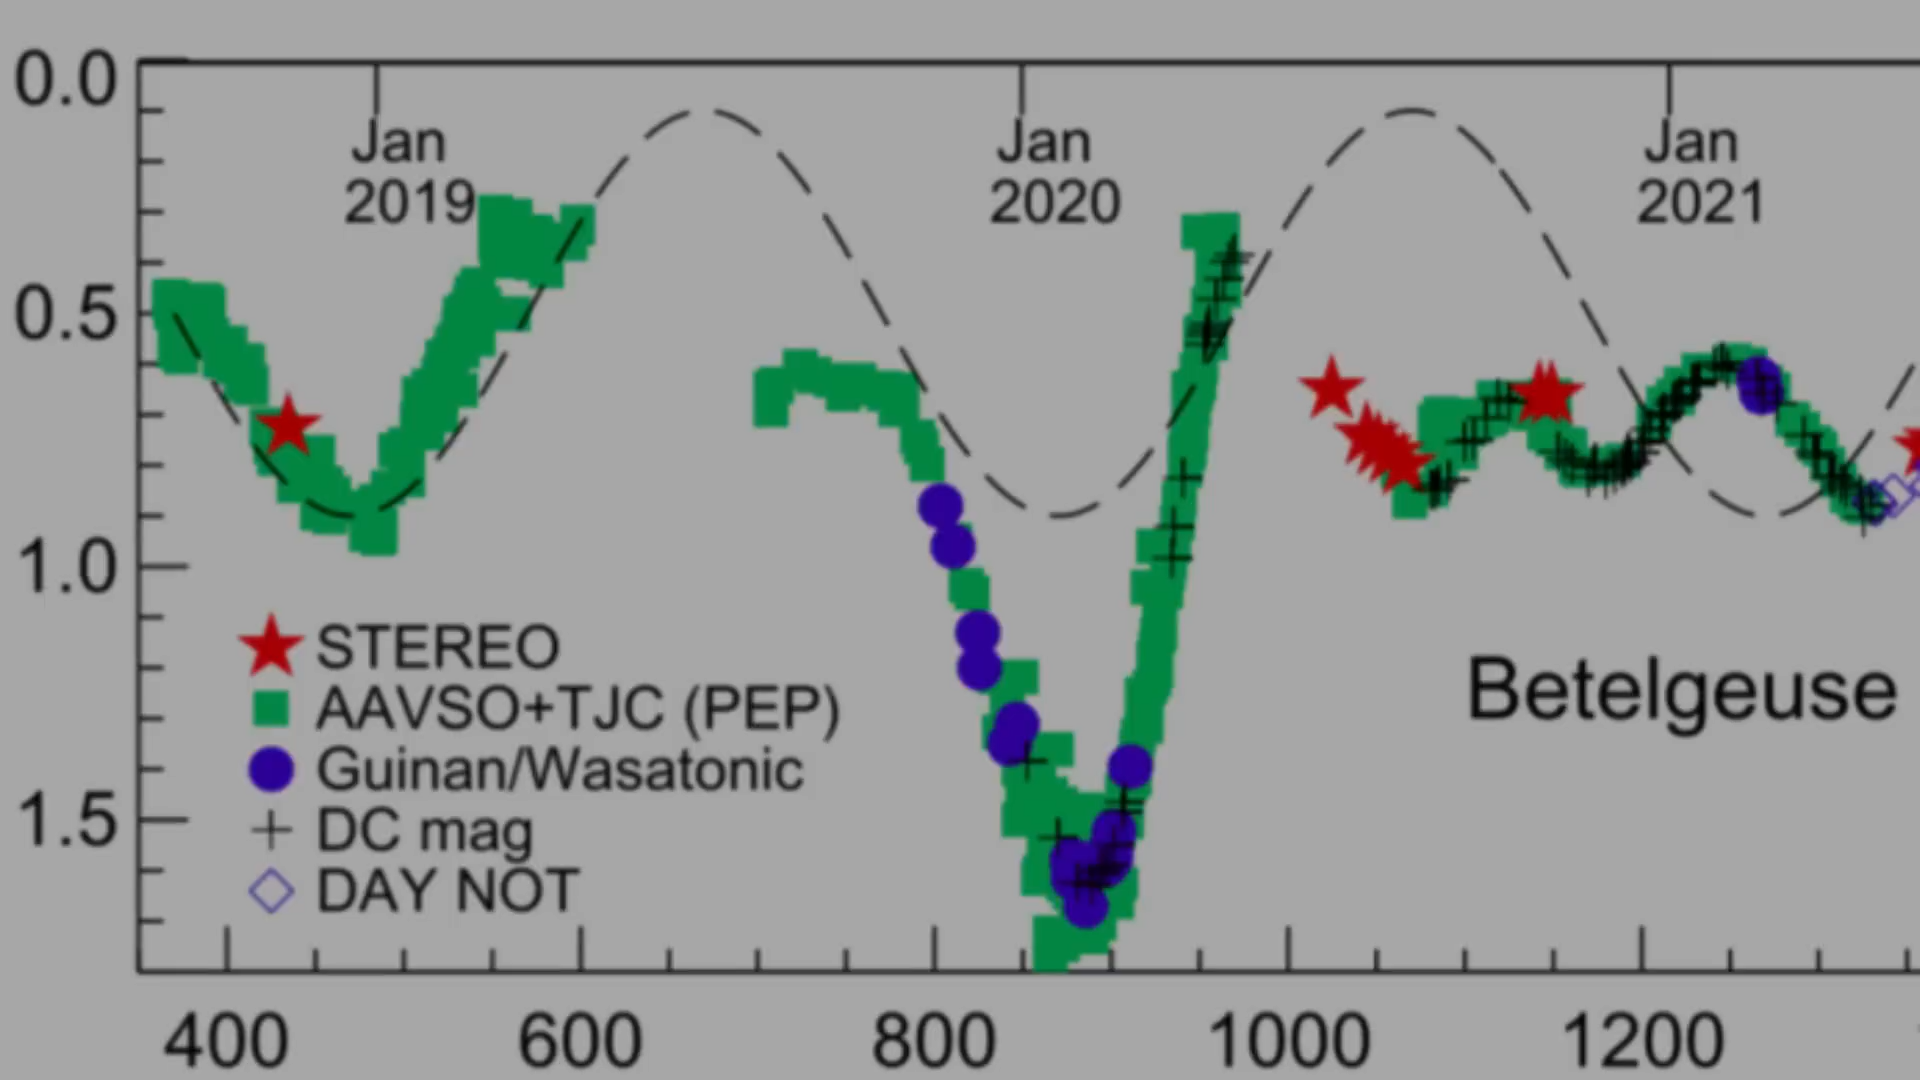 0.0
Jan
2019
Jan
2020
Jan
2021
0.5
1.0
STEREO
AAVSO+TJC (PEP)
Betelgeuse
Guinan/Wasatonic
1.5
DC mag
DAY NOT
400
600
800
1000
1200